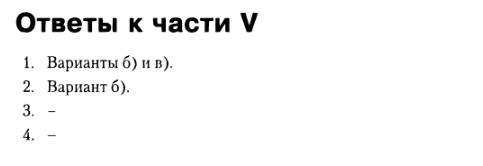 Ответы к части V
1. Варианты б) и в).
2. Вариант б).
3. –
4. –